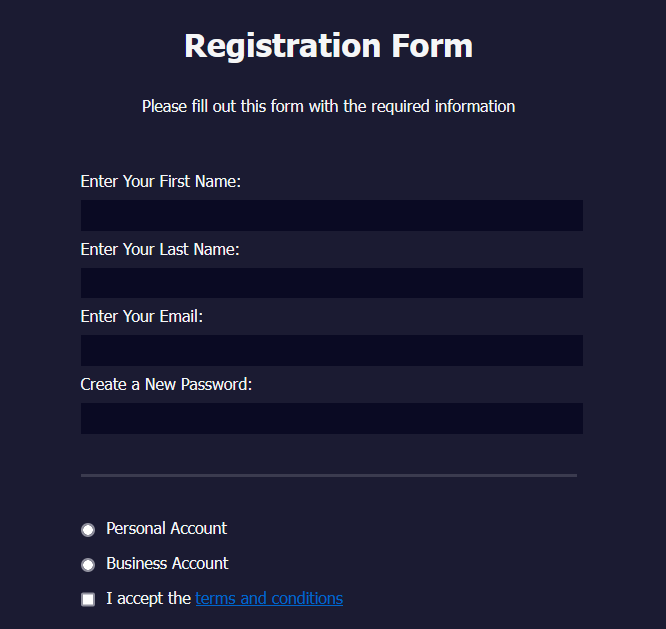 Registration Form
Please fill out this form with the required information
Enter Your First Name:
Enter Your Last Name:
Enter Your Email:
Create a New Password:
Personal Account
Business Account
I accept the terms and conditions